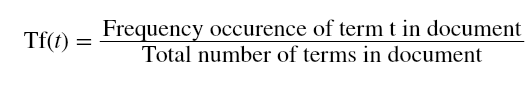 Tf(t) = Frequency occurence of term t in document
Total number of terms in document